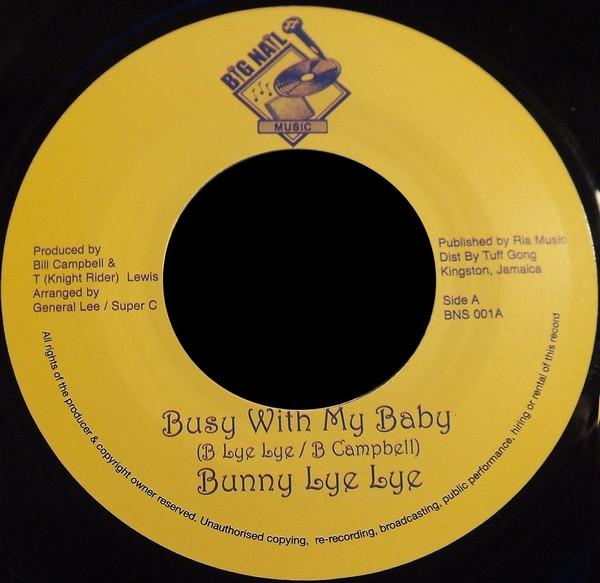 BIG NAIL
MUSIC
Produced by
Bill Campbell &
T (Knight Rider) Lewis
Arranged by
General Lee / Super C
Published by Ria Music
Dist By Tuff Gong
Kingston, Jamaica
Side A
BNS 001A
Busy With My Baby
(B Lye Lye / B Campbell)
Bunny Lye Lye
All rights of the producer & copyright owner reserved. Unauthorised copying, re-recording, broadcasting, public performance, hiring or rental of this record